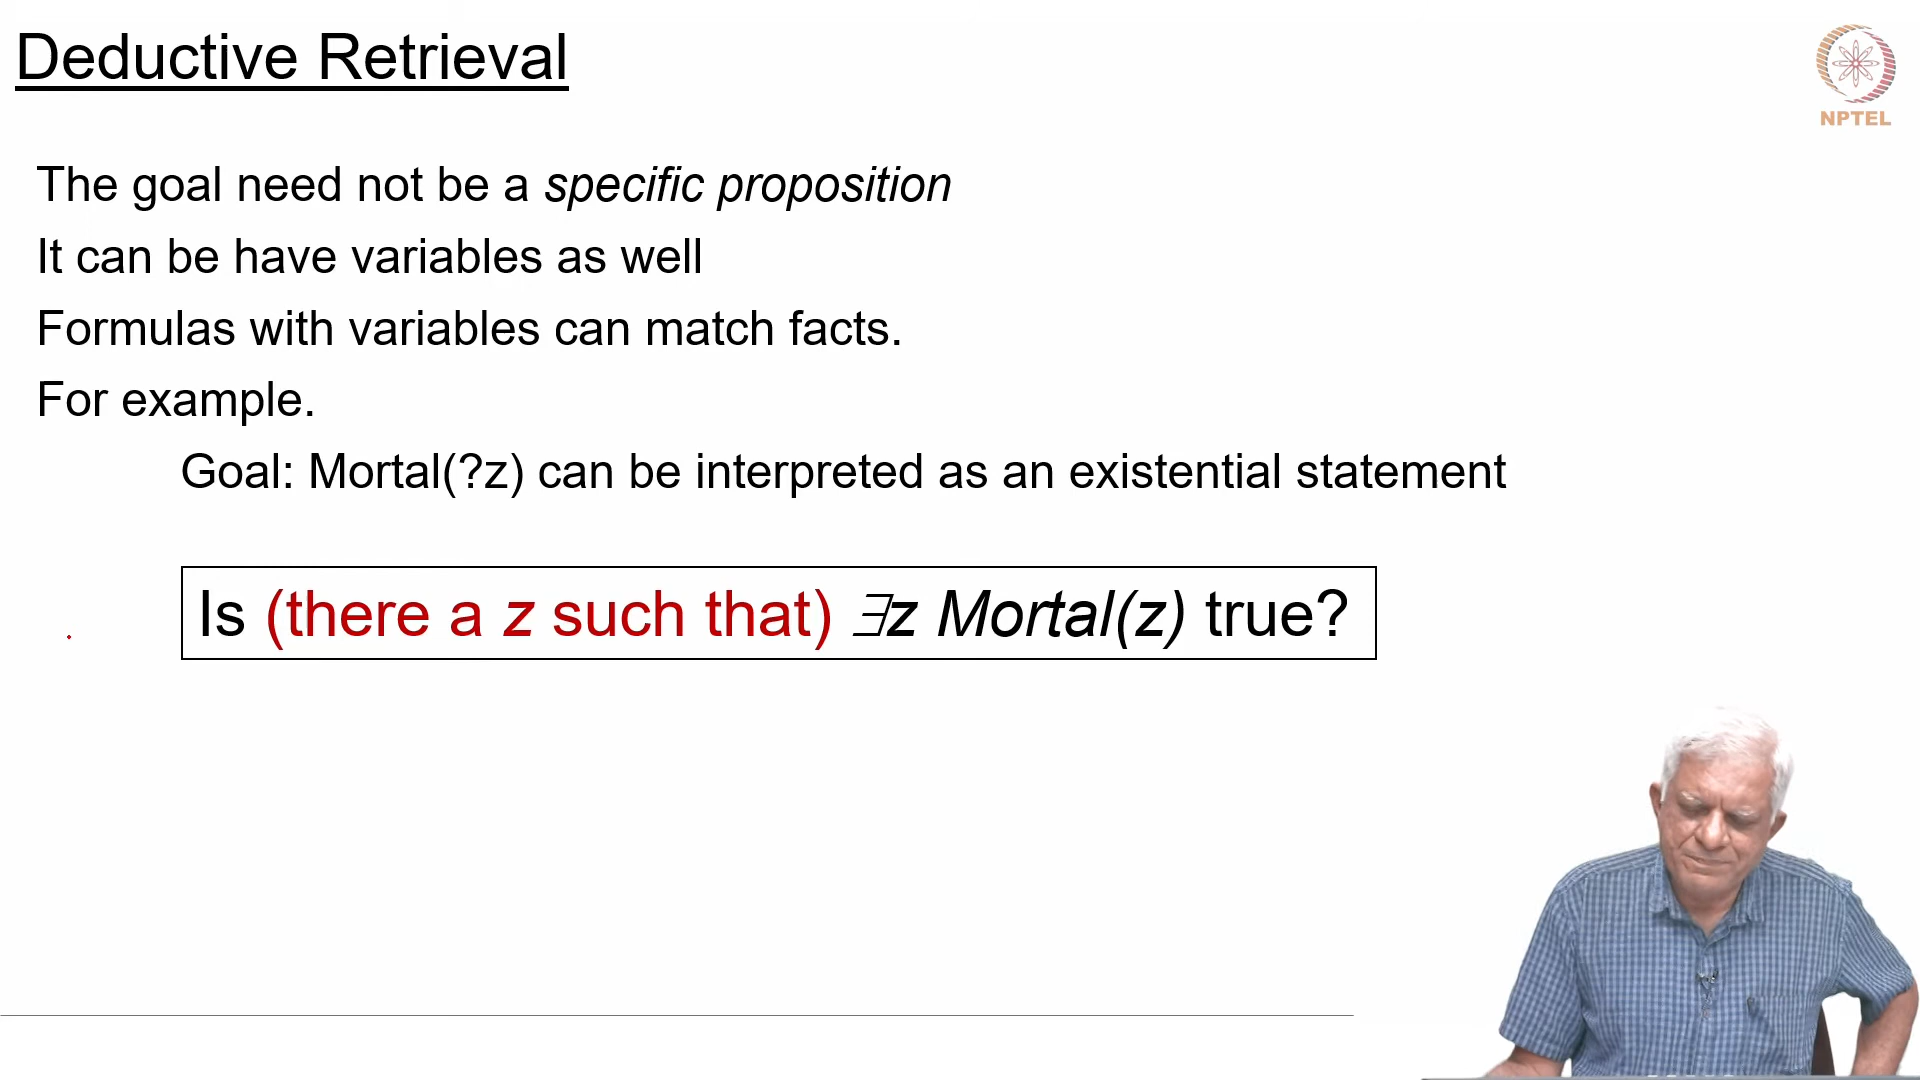 Deductive Retrieval
NPTEL
The goal need not be a specific proposition
It can be have variables as well
Formulas with variables can match facts.
For example.
Goal: Mortal(?z) can be interpreted as an existential statement
Is (there a z such that) ∃z Mortal(z) true?